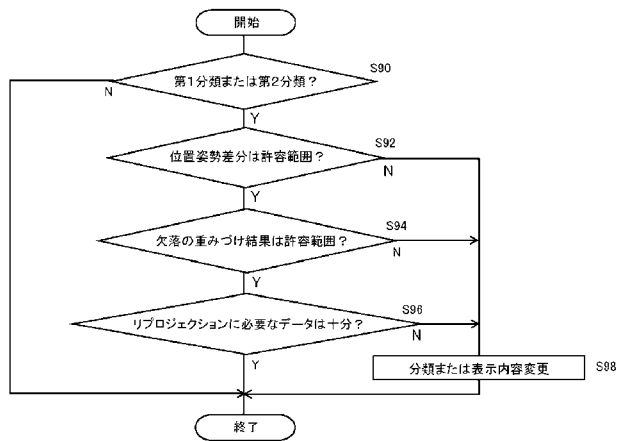 開始
S90
第1分類または第2分類？
N
Y
S92
位置姿勢差分は許容範囲？
N
Y
S94
欠落の重みづけ結果は許容範囲？
N
Y
S96
リプロジェクションに必要なデータは十分？
N
Y
分類または表示内容変更
S98
終了